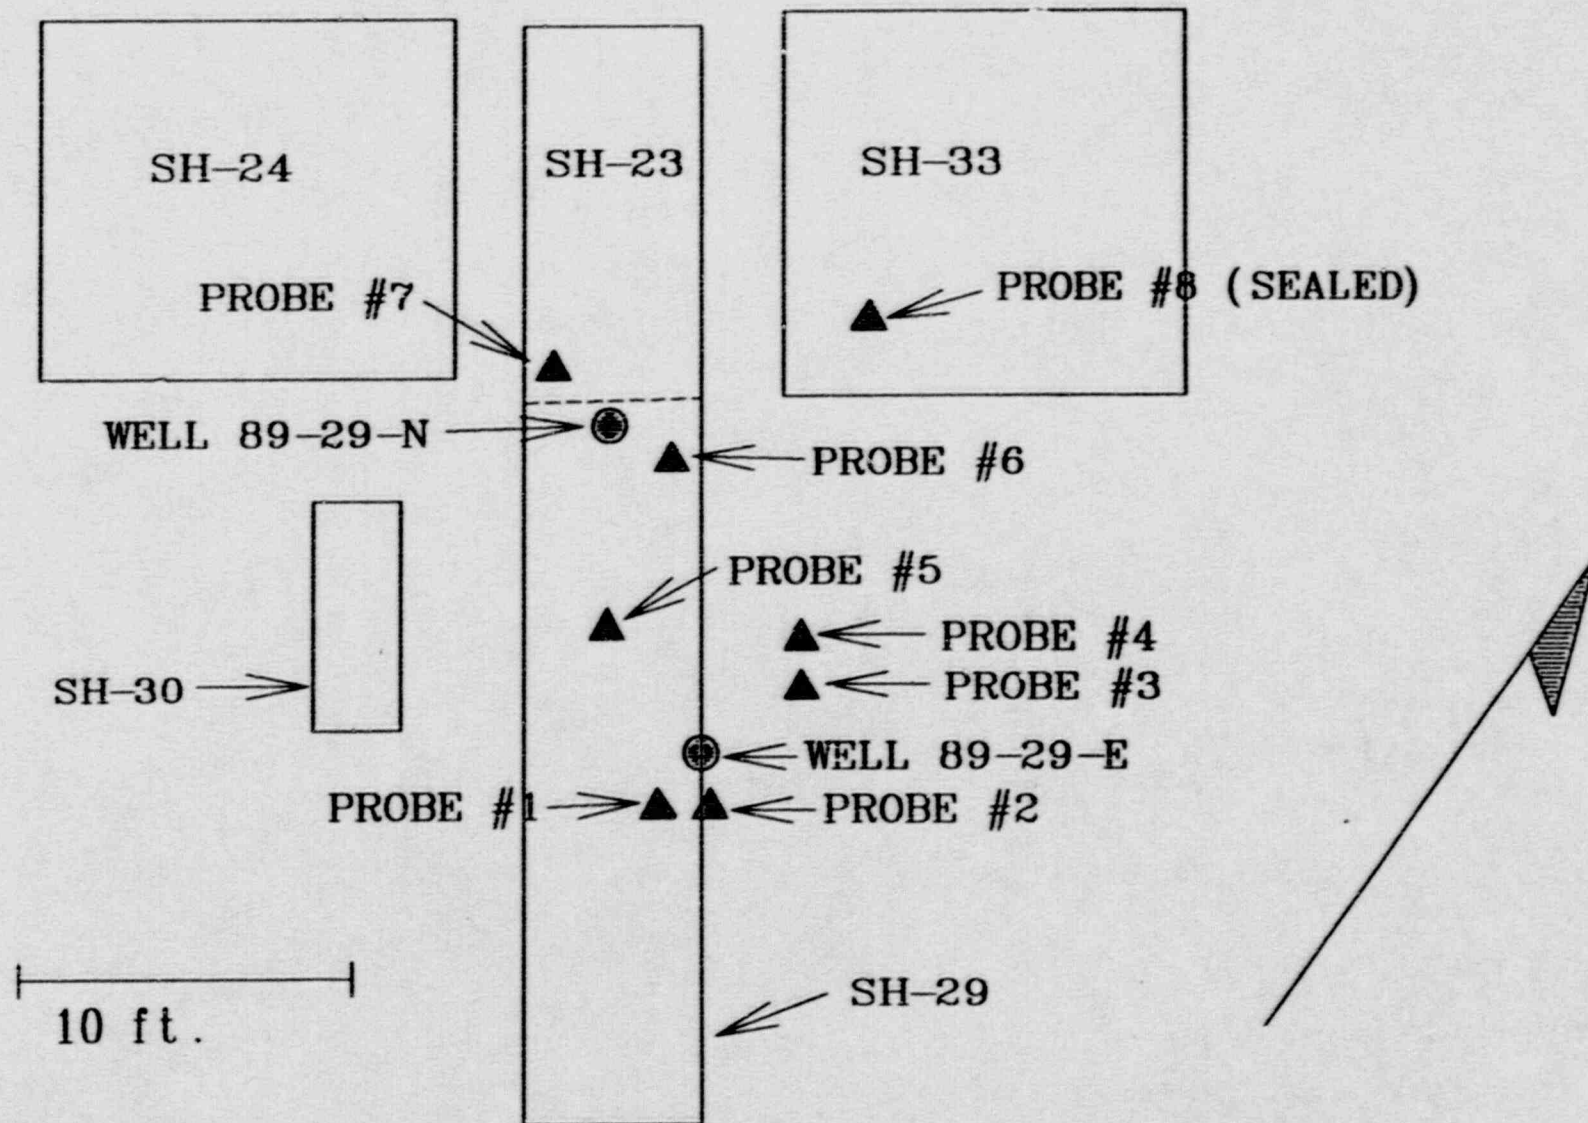 SH-24
SH-23
SH-33
PROBE #7
PROBE #8 (SEALED)
WELL 89-29-N
PROBE #6
PROBE #5
PROBE #4
SH-30
PROBE #3
WELL 89-29-E
PROBE #1
PROBE #2
SH-29
10 ft.